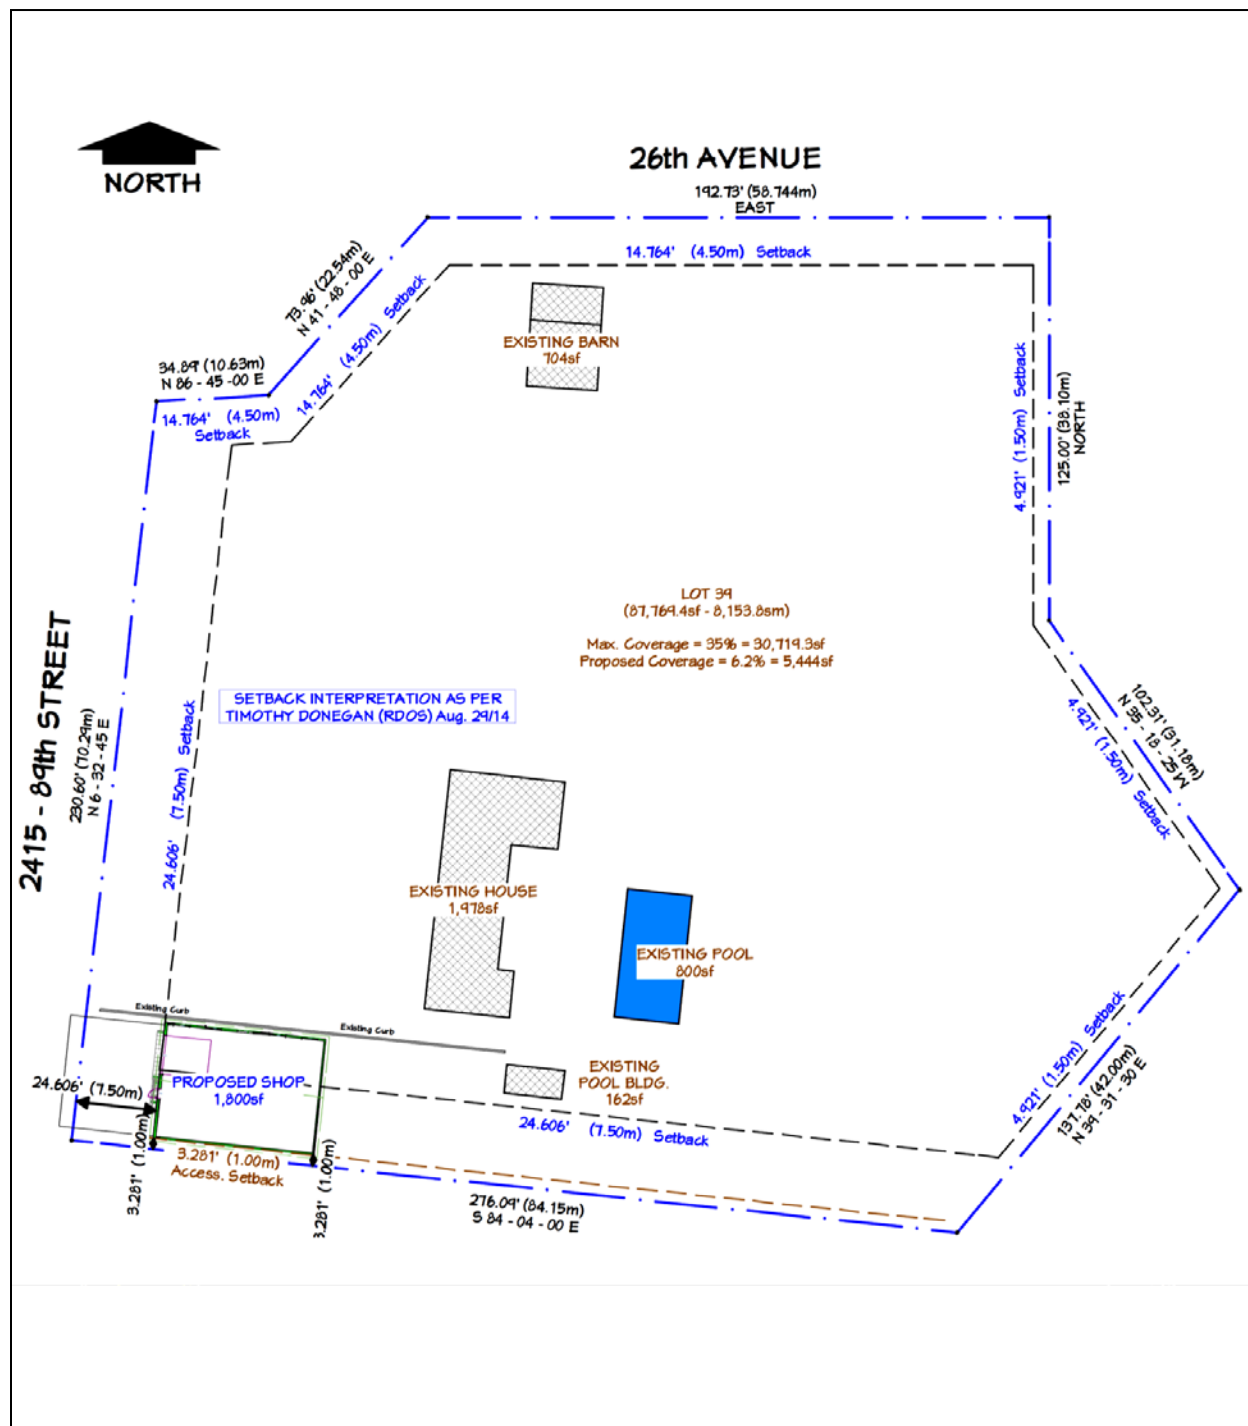 26th AVENUE
192.73' (58.744m)
EAST
NORTH
14.764' (4.50m) Setback
73.96' (22.54m)
N 41 - 48 - 00 E
14.764' (4.50m) Setback
EXISTING BARN
704sf
34.89' (10.63m)
N 86 - 45 -00 E
14.764' (4.50m)
Setback
4.921' (1.50m) Setback
125.00' (38.10m)
NORTH
LOT 39
(87,769.4sf - 8,153.8sm)
Max. Coverage = 35% = 30,719.3sf
Proposed Coverage = 6.2% = 5,444sf
2415 - 89th STREET
230.60' (70.29m)
N 6 - 32 - 45 E
24.606' (7.50m) Setback
SETBACK INTERPRETATION AS PER
TIMOTHY DONEGAN (RDOS) Aug. 29/14
102.31' (31.18m)
N 35 - 18 - 25 W
4.921' (1.50m) Setback
EXISTING HOUSE
1,978sf
EXISTING POOL
800sf
Existing Curb
Existing Curb
EXISTING
POOL BLDG.
162sf
24.606' (7.50m)
PROPOSED SHOP
1,800sf
24.606' (7.50m) Setback
4.921' (1.50m) Setback
137.78' (42.00m)
N 39 - 31 - 30 E
3.281' (1.00m)
3.281' (1.00m)
Access. Setback
3.281' (1.00m)
276.09' (84.15m)
S 84 - 04 - 00 E